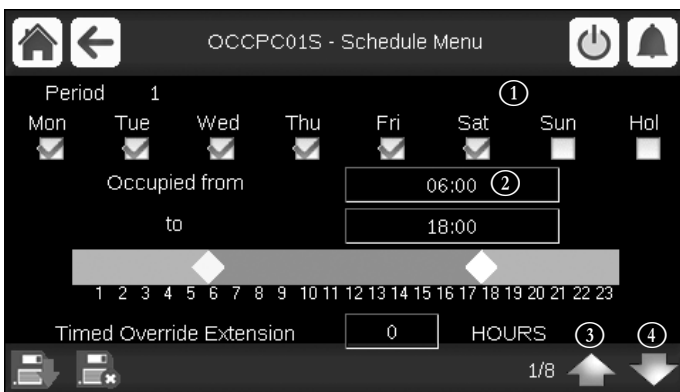 OCCPC01S - Schedule Menu
Period 1 ①
Mon Tue Wed Thu Fri Sat Sun Hol
Occupied from 06:00 ②
to 18:00
1 2 3 4 5 6 7 8 9 10 11 12 13 14 15 16 17 18 19 20 21 22 23
Timed Override Extension 0 HOURS ③ ④
1/8